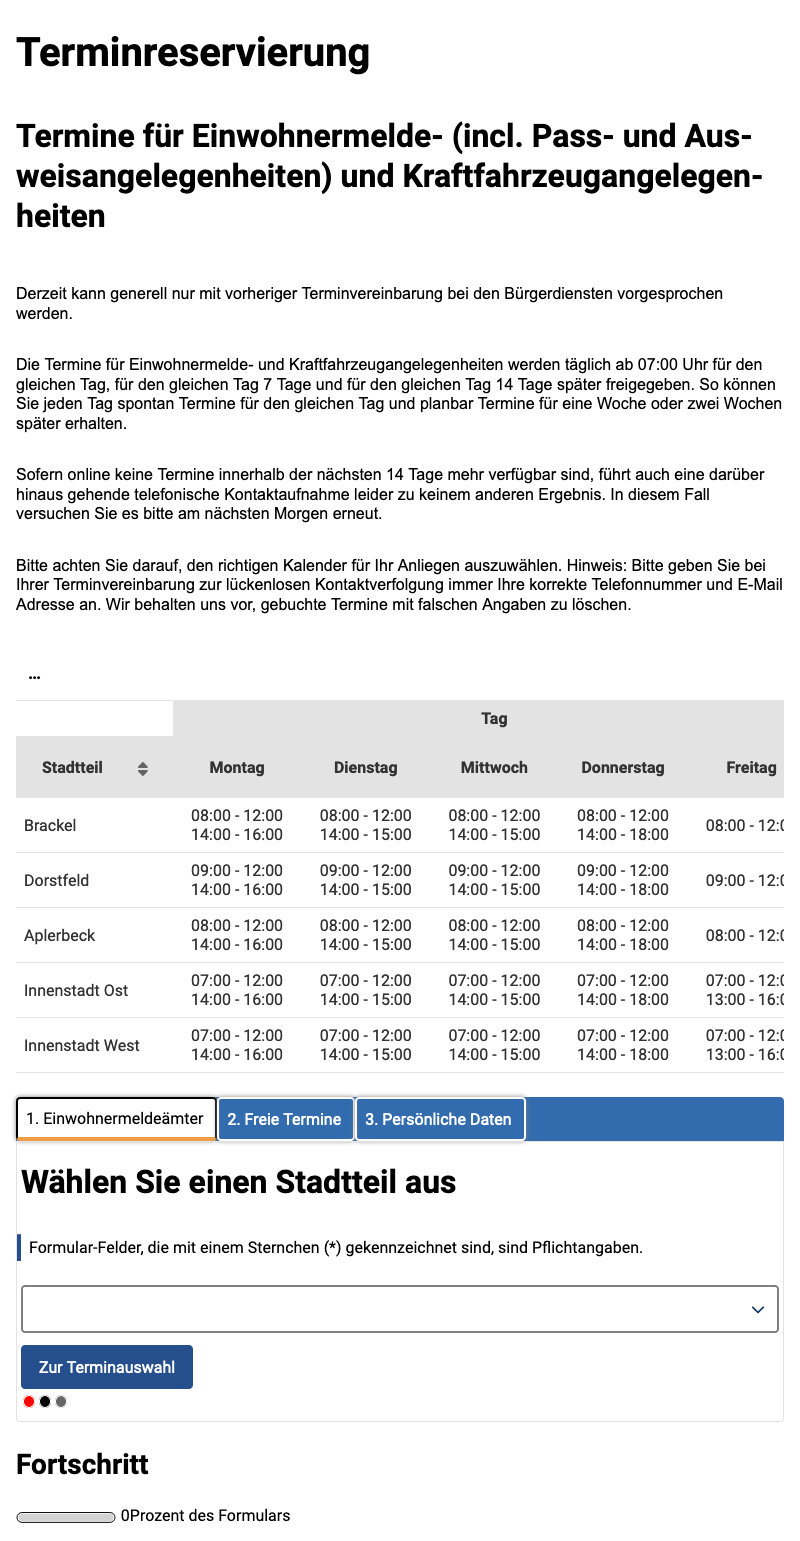 Terminreservierung
Termine für Einwohnermelde- (incl. Pass- und Aus-
weisangelegenheiten) und Kraftfahrzeugangelegen-
heiten
Derzeit kann generell nur mit vorheriger Terminvereinbarung bei den Bürgerdiensten vorgesprochen
werden.
Die Termine für Einwohnermelde- und Kraftfahrzeugangelegenheiten werden täglich ab 07:00 Uhr für den
gleichen Tag, für den gleichen Tag 7 Tage und für den gleichen Tag 14 Tage später freigegeben. So können
Sie jeden Tag spontan Termine für den gleichen Tag und planbar Termine für eine Woche oder zwei Wochen
später erhalten.
Sofern online keine Termine innerhalb der nächsten 14 Tage mehr verfügbar sind, führt auch eine darüber
hinaus gehende telefonische Kontaktaufnahme leider zu keinem anderen Ergebnis. In diesem Fall
versuchen Sie es bitte am nächsten Morgen erneut.
Bitte achten Sie darauf, den richtigen Kalender für Ihr Anliegen auszuwählen. Hinweis: Bitte geben Sie bei
Ihrer Terminvereinbarung zur lückenlosen Kontaktverfolgung immer Ihre korrekte Telefonnummer und E-Mail
Adresse an. Wir behalten uns vor, gebuchte Termine mit falschen Angaben zu löschen.
...
Tag
Stadtteil Montag Dienstag Mittwoch Donnerstag Freitag
08:00 - 12:00 08:00 - 12:00 08:00 - 12:00 08:00 - 12:00
Brackel 08:00 - 12:0
14:00 - 16:00 14:00 - 15:00 14:00 - 15:00 14:00 - 18:00
09:00 - 12:00 09:00 - 12:00 09:00 - 12:00 09:00 - 12:00
Dorstfeld 09:00 - 12:0
14:00 - 16:00 14:00 - 15:00 14:00 - 15:00 14:00 - 18:00
08:00 - 12:00 08:00 - 12:00 08:00 - 12:00 08:00 - 12:00
Aplerbeck 08:00 - 12:0
14:00 - 16:00 14:00 - 15:00 14:00 - 15:00 14:00 - 18:00
07:00 - 12:00 07:00 - 12:00 07:00 - 12:00 07:00 - 12:00 07:00 - 12:0
Innenstadt Ost
14:00 - 16:00 14:00 - 15:00 14:00 - 15:00 14:00 - 18:00 13:00 - 16:0
07:00 - 12:00 07:00 - 12:00 07:00 - 12:00 07:00 - 12:00 07:00 - 12:0
Innenstadt West
14:00 - 16:00 14:00 - 15:00 14:00 - 15:00 14:00 - 18:00 13:00 - 16:0
1. Einwohnermeldeämter 2. Freie Termine 3. Persönliche Daten
Wählen Sie einen Stadtteil aus
Formular-Felder, die mit einem Sternchen (*) gekennzeichnet sind, sind Pflichtangaben.
Zur Terminauswahl
Fortschritt
0Prozent des Formulars